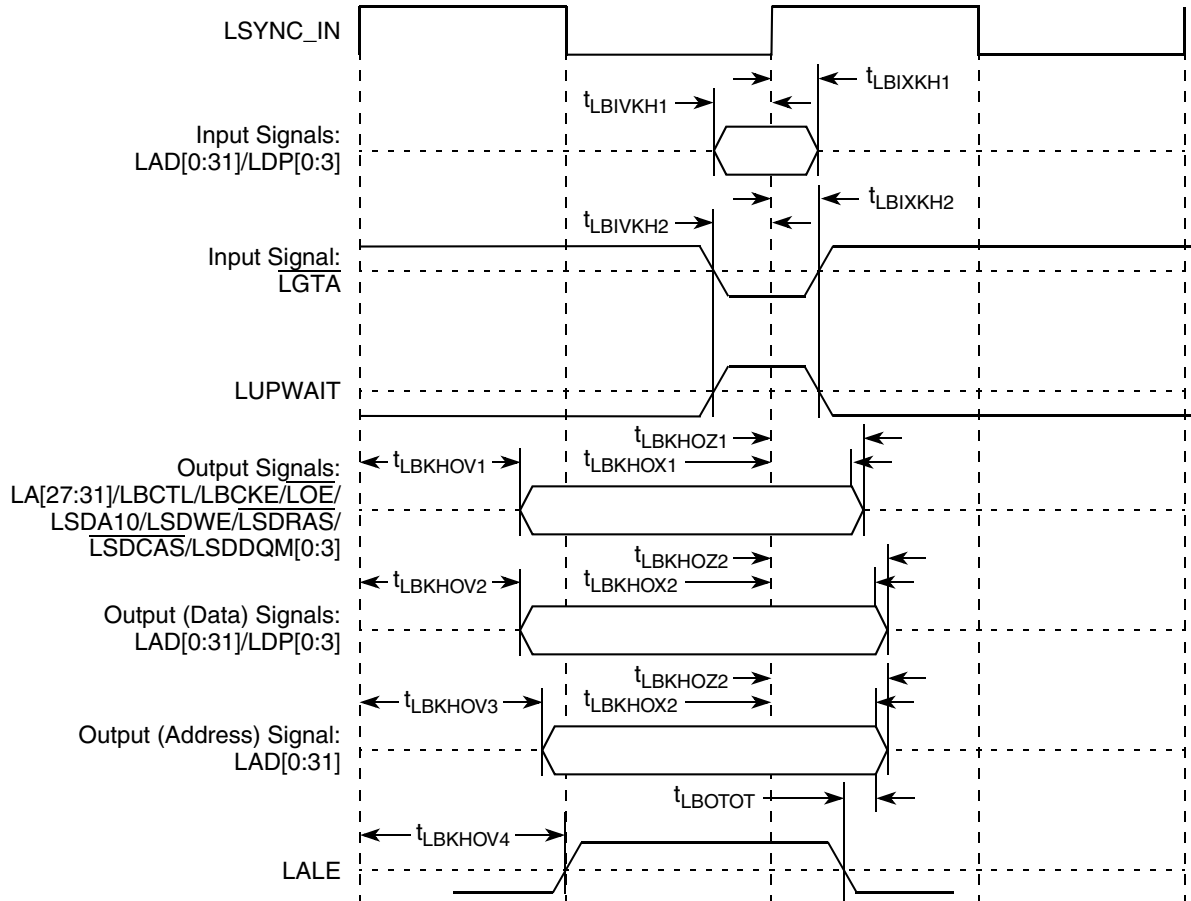 LSYNC_IN
tLBIXKH1
tLBIVKH1
Input Signals:
LAD[0:31]/LDP[0:3]
tLBIXKH2
tLBIVKH2
Input Signal:
LGTA
LUPWAIT
tLBKHOZ1
tLBKHOV1
tLBKHOX1
Output Signals:
LA[27:31]/LBCTL/LBCKE/LOE/
LSDA10/LSDWE/LSDRAS/
LSDCAS/LSDDQM[0:3]
tLBKHOZ2
tLBKHOV2
tLBKHOX2
Output (Data) Signals:
LAD[0:31]/LDP[0:3]
tLBKHOZ2
tLBKHOV3
tLBKHOX2
Output (Address) Signal:
LAD[0:31]
tLBOTOT
tLBKHOV4
LALE